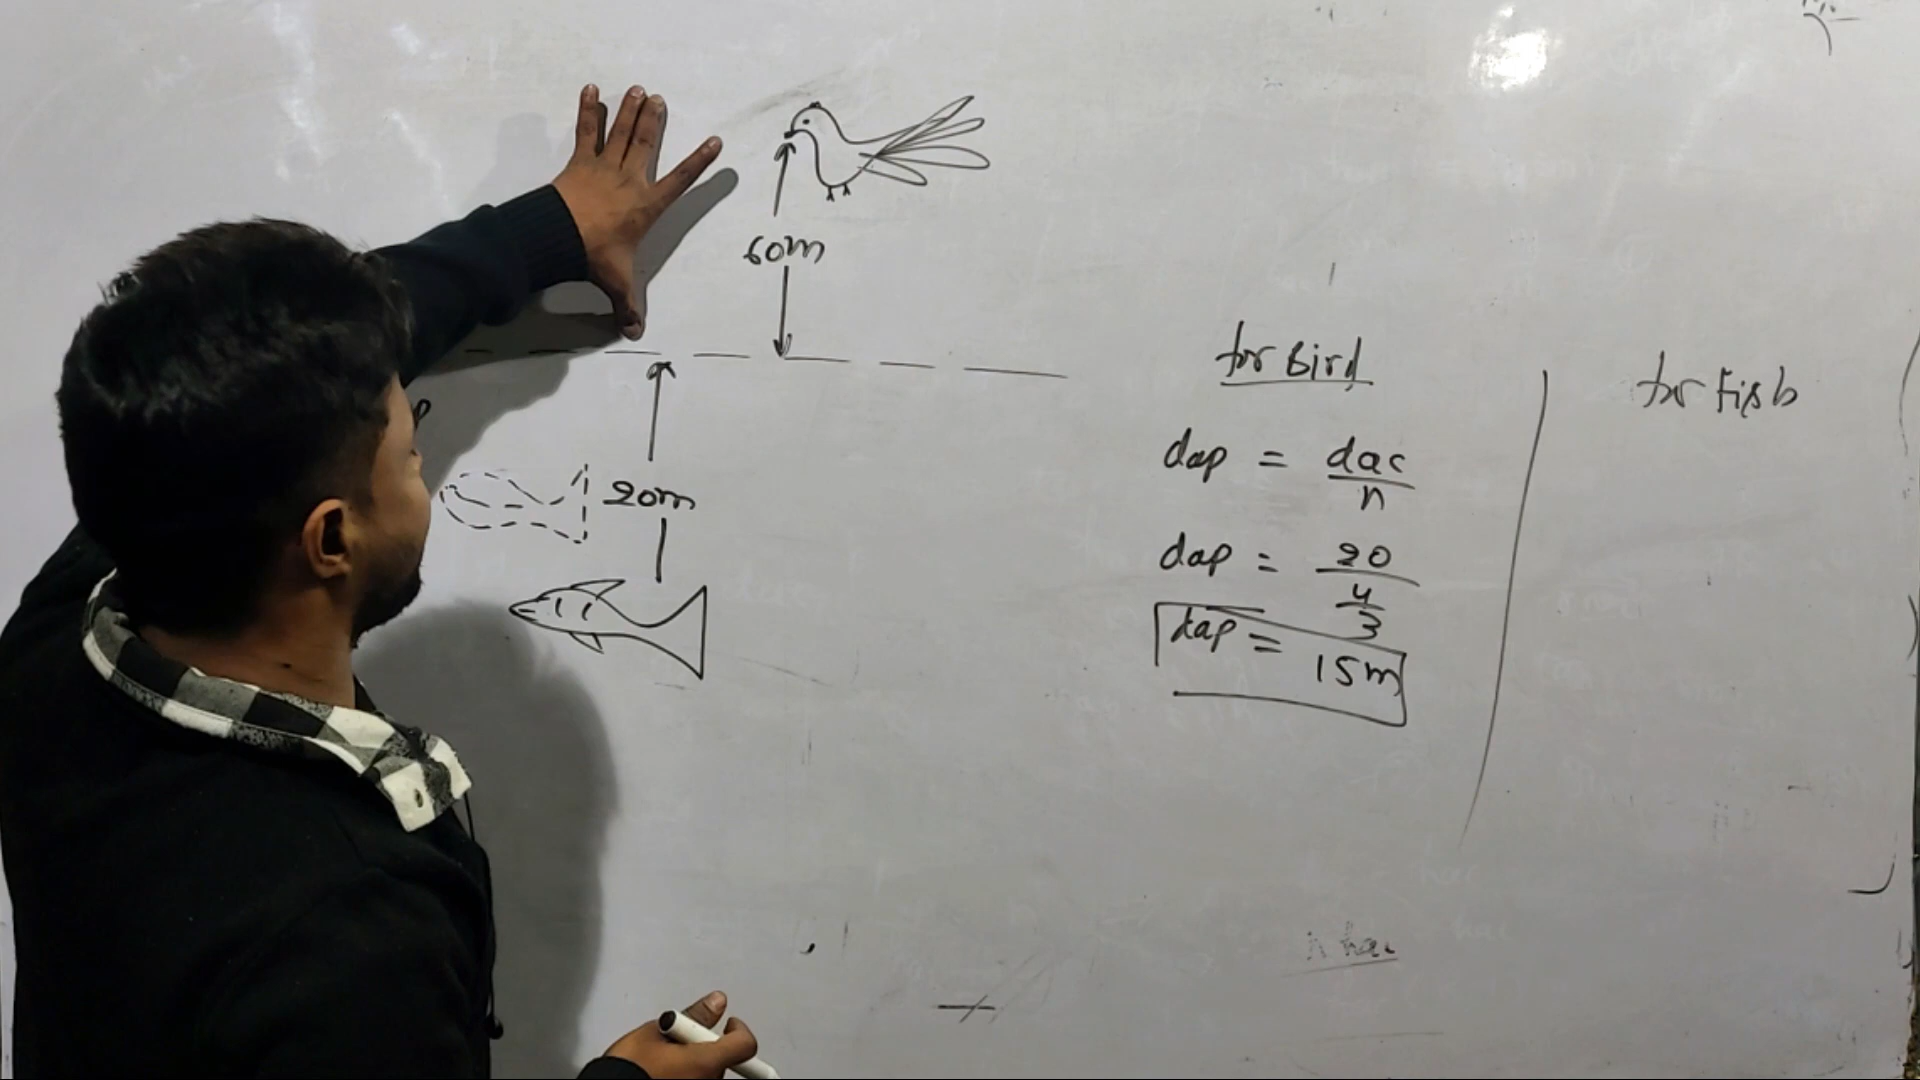 60m
20m
for Bird
dap = dac/n
dap = 20/(4/3)
dap = 15m
for Fish